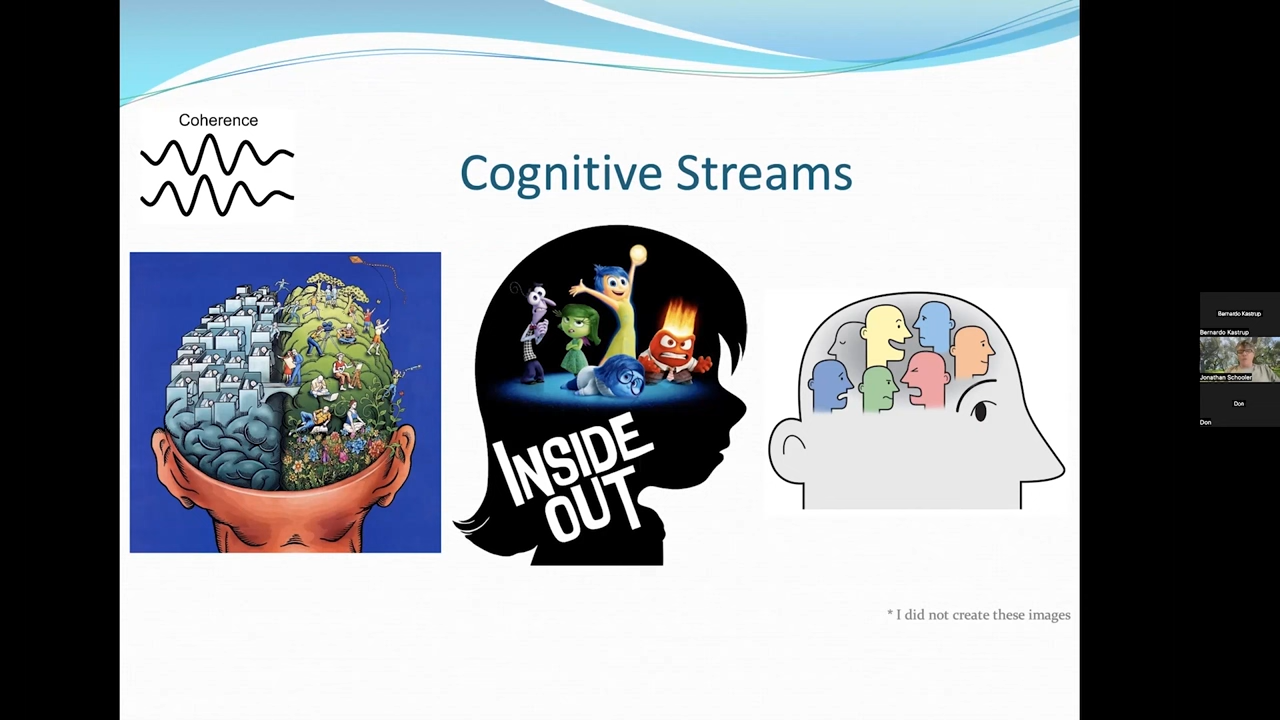 Coherence
Cognitive Streams
INSIDE
OUT
* I did not create these images
Bernardo Kastrup
Bernardo Kastrup
Jonathan Schooler
Don
Don